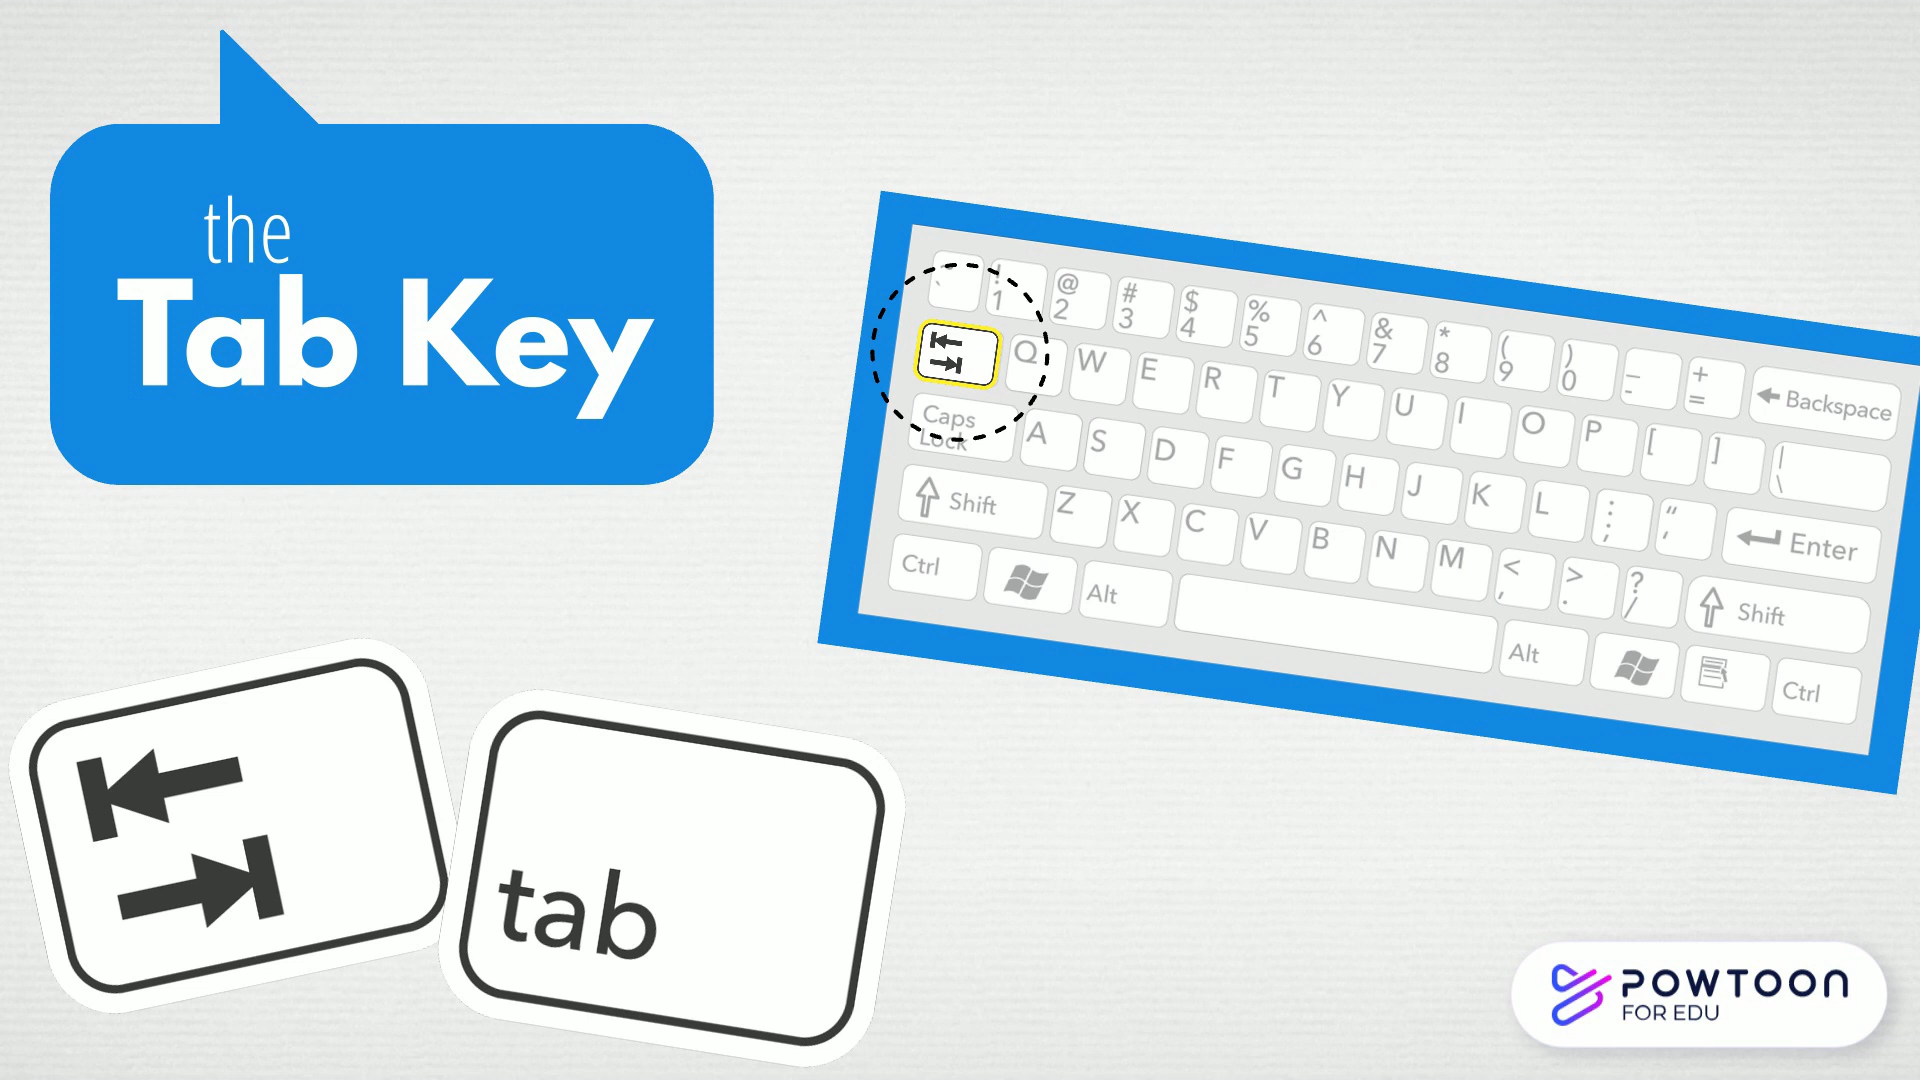 the
Tab Key
` ! 1 @ 2 # 3 $ 4 % 5 ^ 6 & 7 * 8 ( 9 ) 0 _ - + = Backspace
Q W E R T Y U I O P [ ] | \
Caps Lock A S D F G H J K L : ; " ' Enter
Shift Z X C V B N M < , > . ? / Shift
Ctrl Alt Alt Ctrl
tab
POWTOON
FOR EDU